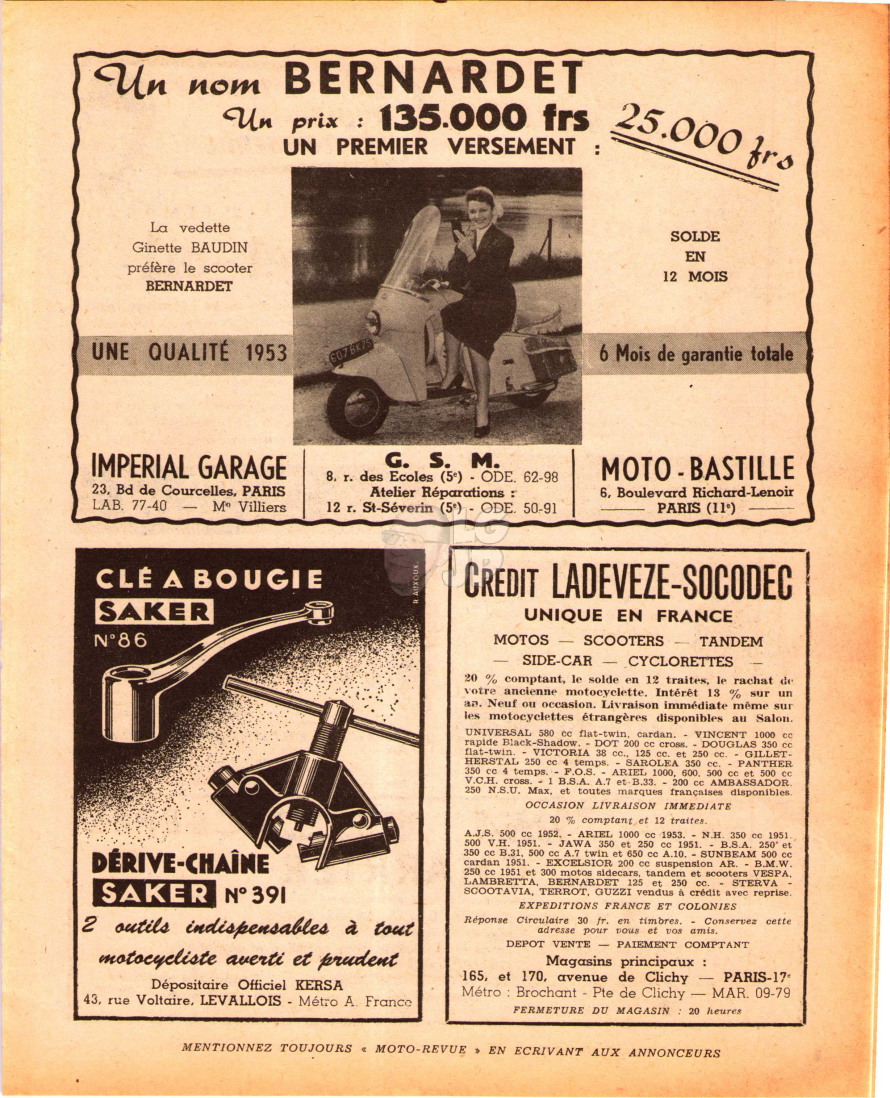 Un nom BERNARDET
Un prix : 135.000 frs
UN PREMIER VERSEMENT :
25.000 frs
La vedette
Ginette BAUDIN
préfère le scooter
BERNARDET
SOLDE
EN
12 MOIS
UNE QUALITÉ 1953
6 Mois de garantie totale
607BK75
IMPERIAL GARAGE
23, Bd de Courcelles, PARIS
LAB. 77-40 — Mº Villiers
G. S. M.
8, r. des Ecoles (5ᵉ) - ODE. 62-98
Atelier Réparations :
12 r. St-Séverin (5ᵉ) - ODE. 50-91
MOTO - BASTILLE
6, Boulevard Richard-Lenoir
PARIS (11ᵉ)
LG
JP
CLÉ A BOUGIE
SAKER
N° 86
R. AUXOUX
DÉRIVE-CHAÎNE
SAKER N° 391
2 outils indispensables à tout
motocycliste averti et prudent
Dépositaire Officiel KERSA
43, rue Voltaire, LEVALLOIS - Métro A. France
CREDIT LADEVEZE-SOCODEC
UNIQUE EN FRANCE
MOTOS — SCOOTERS — TANDEM
— SIDE-CAR — CYCLORETTES —
20 % comptant, le solde en 12 traites, le rachat de
votre ancienne motocyclette. Intérêt 13 % sur un
an. Neuf ou occasion. Livraison immédiate même sur
les motocyclettes étrangères disponibles au Salon.
UNIVERSAL 580 cc flat-twin, cardan. - VINCENT 1000 cc
rapide Black-Shadow. - DOT 200 cc cross. - DOUGLAS 350 cc
flat-twin. - VICTORIA 38 cc., 125 cc. et 250 cc. - GILLET-
HERSTAL 250 cc 4 temps. - SAROLEA 350 cc. - PANTHER
350 cc 4 temps. - F.O.S. - ARIEL 1000, 600, 500 cc et 500 cc
V.C.H. cross. - 1 B.S.A. A.7 et B.33. - 200 cc AMBASSADOR.
250 N.S.U. Max, et toutes marques françaises disponibles.
OCCASION LIVRAISON IMMEDIATE
20 % comptant et 12 traites.
A.J.S. 500 cc 1952. - ARIEL 1000 cc 1953. - N.H. 350 cc 1951.
500 V.H. 1951. - JAWA 350 et 250 cc 1951. - B.S.A. 250 et
350 cc B.31, 500 cc A.7 twin et 650 cc A.10. - SUNBEAM 500 cc
cardan 1951. - EXCELSIOR 200 cc suspension AR. - B.M.W.
250 cc 1951 et 300 motos sidecars, tandem et scooters VESPA,
LAMBRETTA, BERNARDET 125 et 250 cc. - STERVA -
SCOOTAVIA, TERROT, GUZZI vendus à crédit avec reprise.
EXPEDITIONS FRANCE ET COLONIES
Réponse Circulaire 30 fr. en timbres. - Conservez cette
adresse pour vous et vos amis.
DEPOT VENTE — PAIEMENT COMPTANT
Magasins principaux :
165, et 170, avenue de Clichy — PARIS-17ᵉ
Métro : Brochant - Pte de Clichy — MAR. 09-79
FERMETURE DU MAGASIN : 20 heures
MENTIONNEZ TOUJOURS « MOTO-REVUE » EN ECRIVANT AUX ANNONCEURS